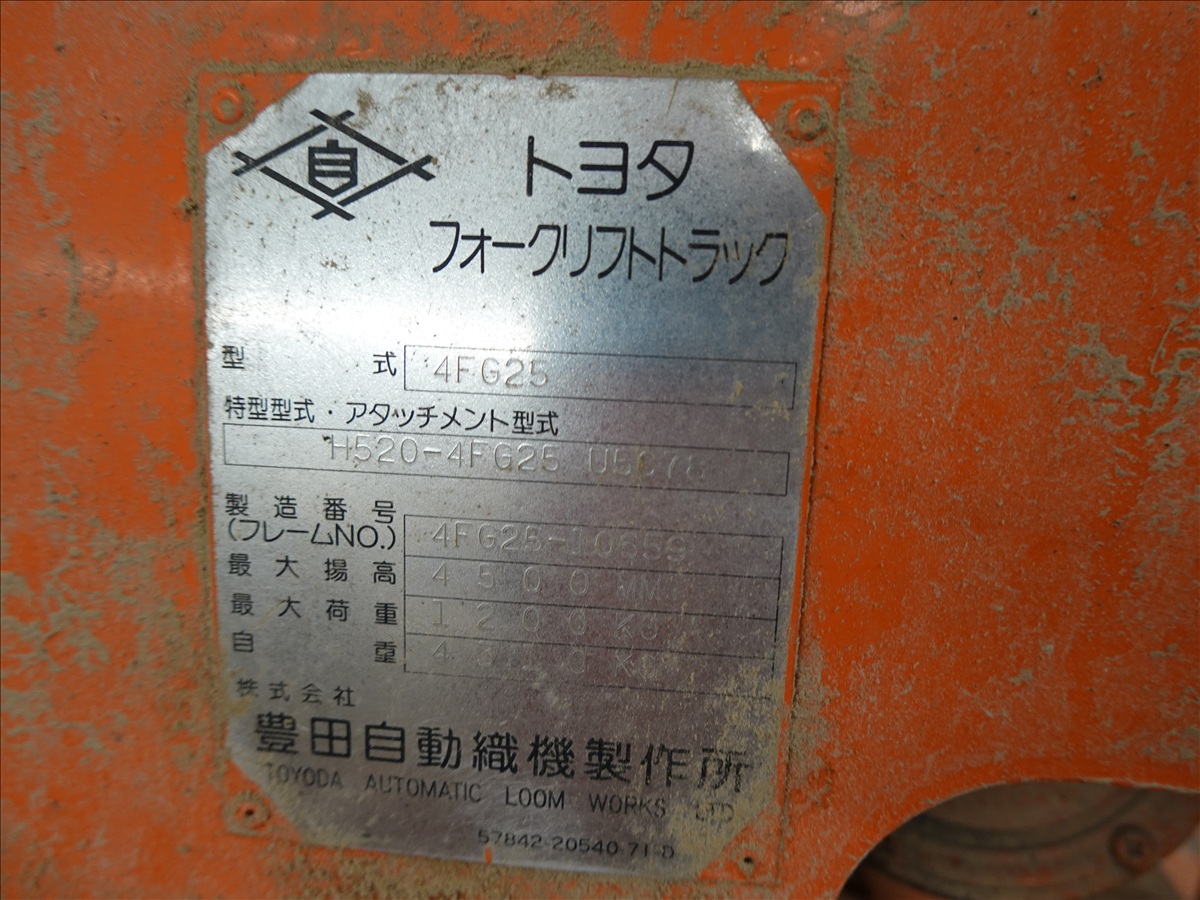 自
トヨタ
フォークリフトトラック
型式 4FG25
特型型式・アタッチメント型式
H520-4FG25
製造番号
(フレームNO.)
最大揚高 4500MM
最大荷重 1200KG
自重
株式会社
豊田自動織機製作所
TOYODA AUTOMATIC LOOM WORKS LTD
57842-20540-71-D